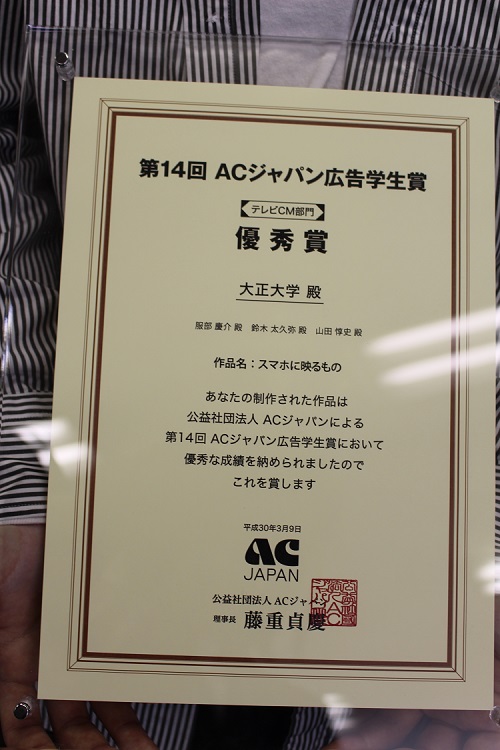 第14回 ACジャパン広告学生賞
テレビCM部門
優秀賞
大正大学 殿
服部 慶介 殿 鈴木 太久弥 殿 山田 惇史 殿
作品名：スマホに映るもの
あなたの制作された作品は
公益社団法人 ACジャパンによる
第14回 ACジャパン広告学生賞において
優秀な成績を納められましたので
これを賞します
平成30年3月9日
AC
JAPAN
公益社団法人 ACジャパン
理事長 藤重貞慶